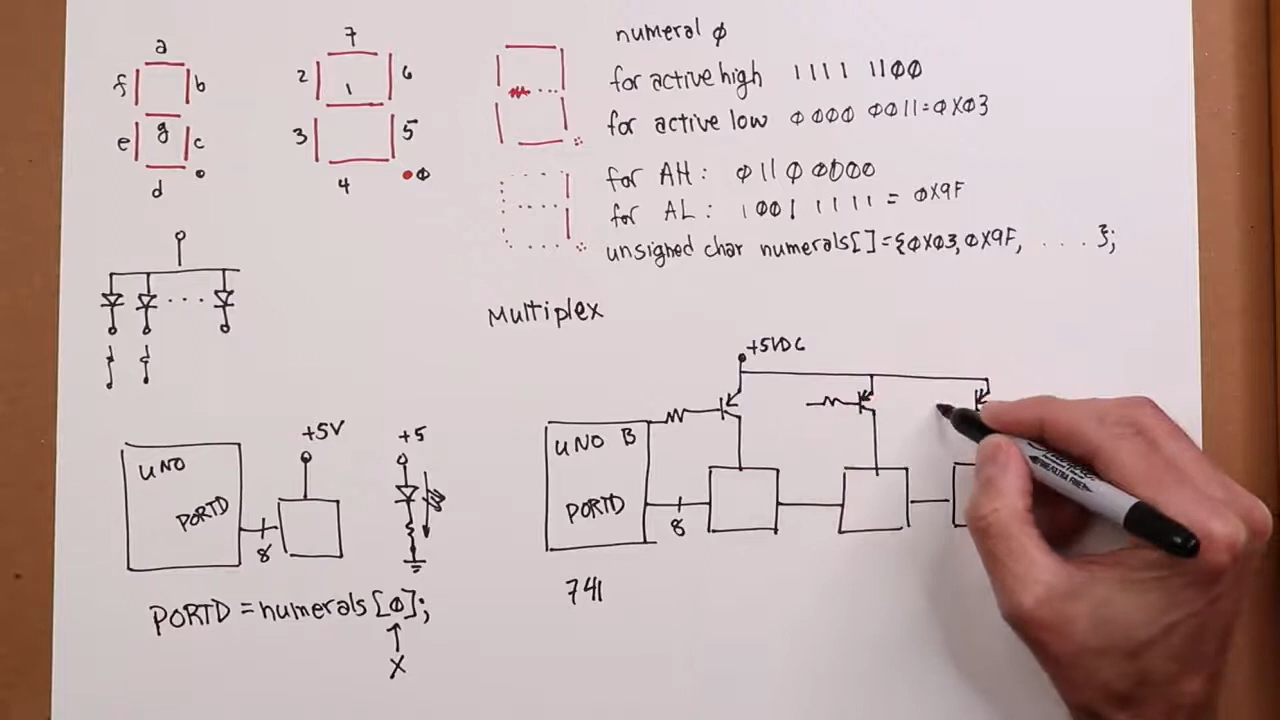 a
f b
g
e c
d
7
2 6
1
3 5
4 φ
numeral φ
for active high 1111 11φφ
for active low φφφφ φφ11=φXφ3
for AH: φ11φ φφφφ
for AL: 1φφ1 1111 = φX9F
unsigned char numerals[]={φXφ3,φX9F, .... };
Multiplex
+5VDC
UNO
PORTD
8
+5V
+5
PORTD = numerals[φ];
X
UNO B
PORTD
8
741